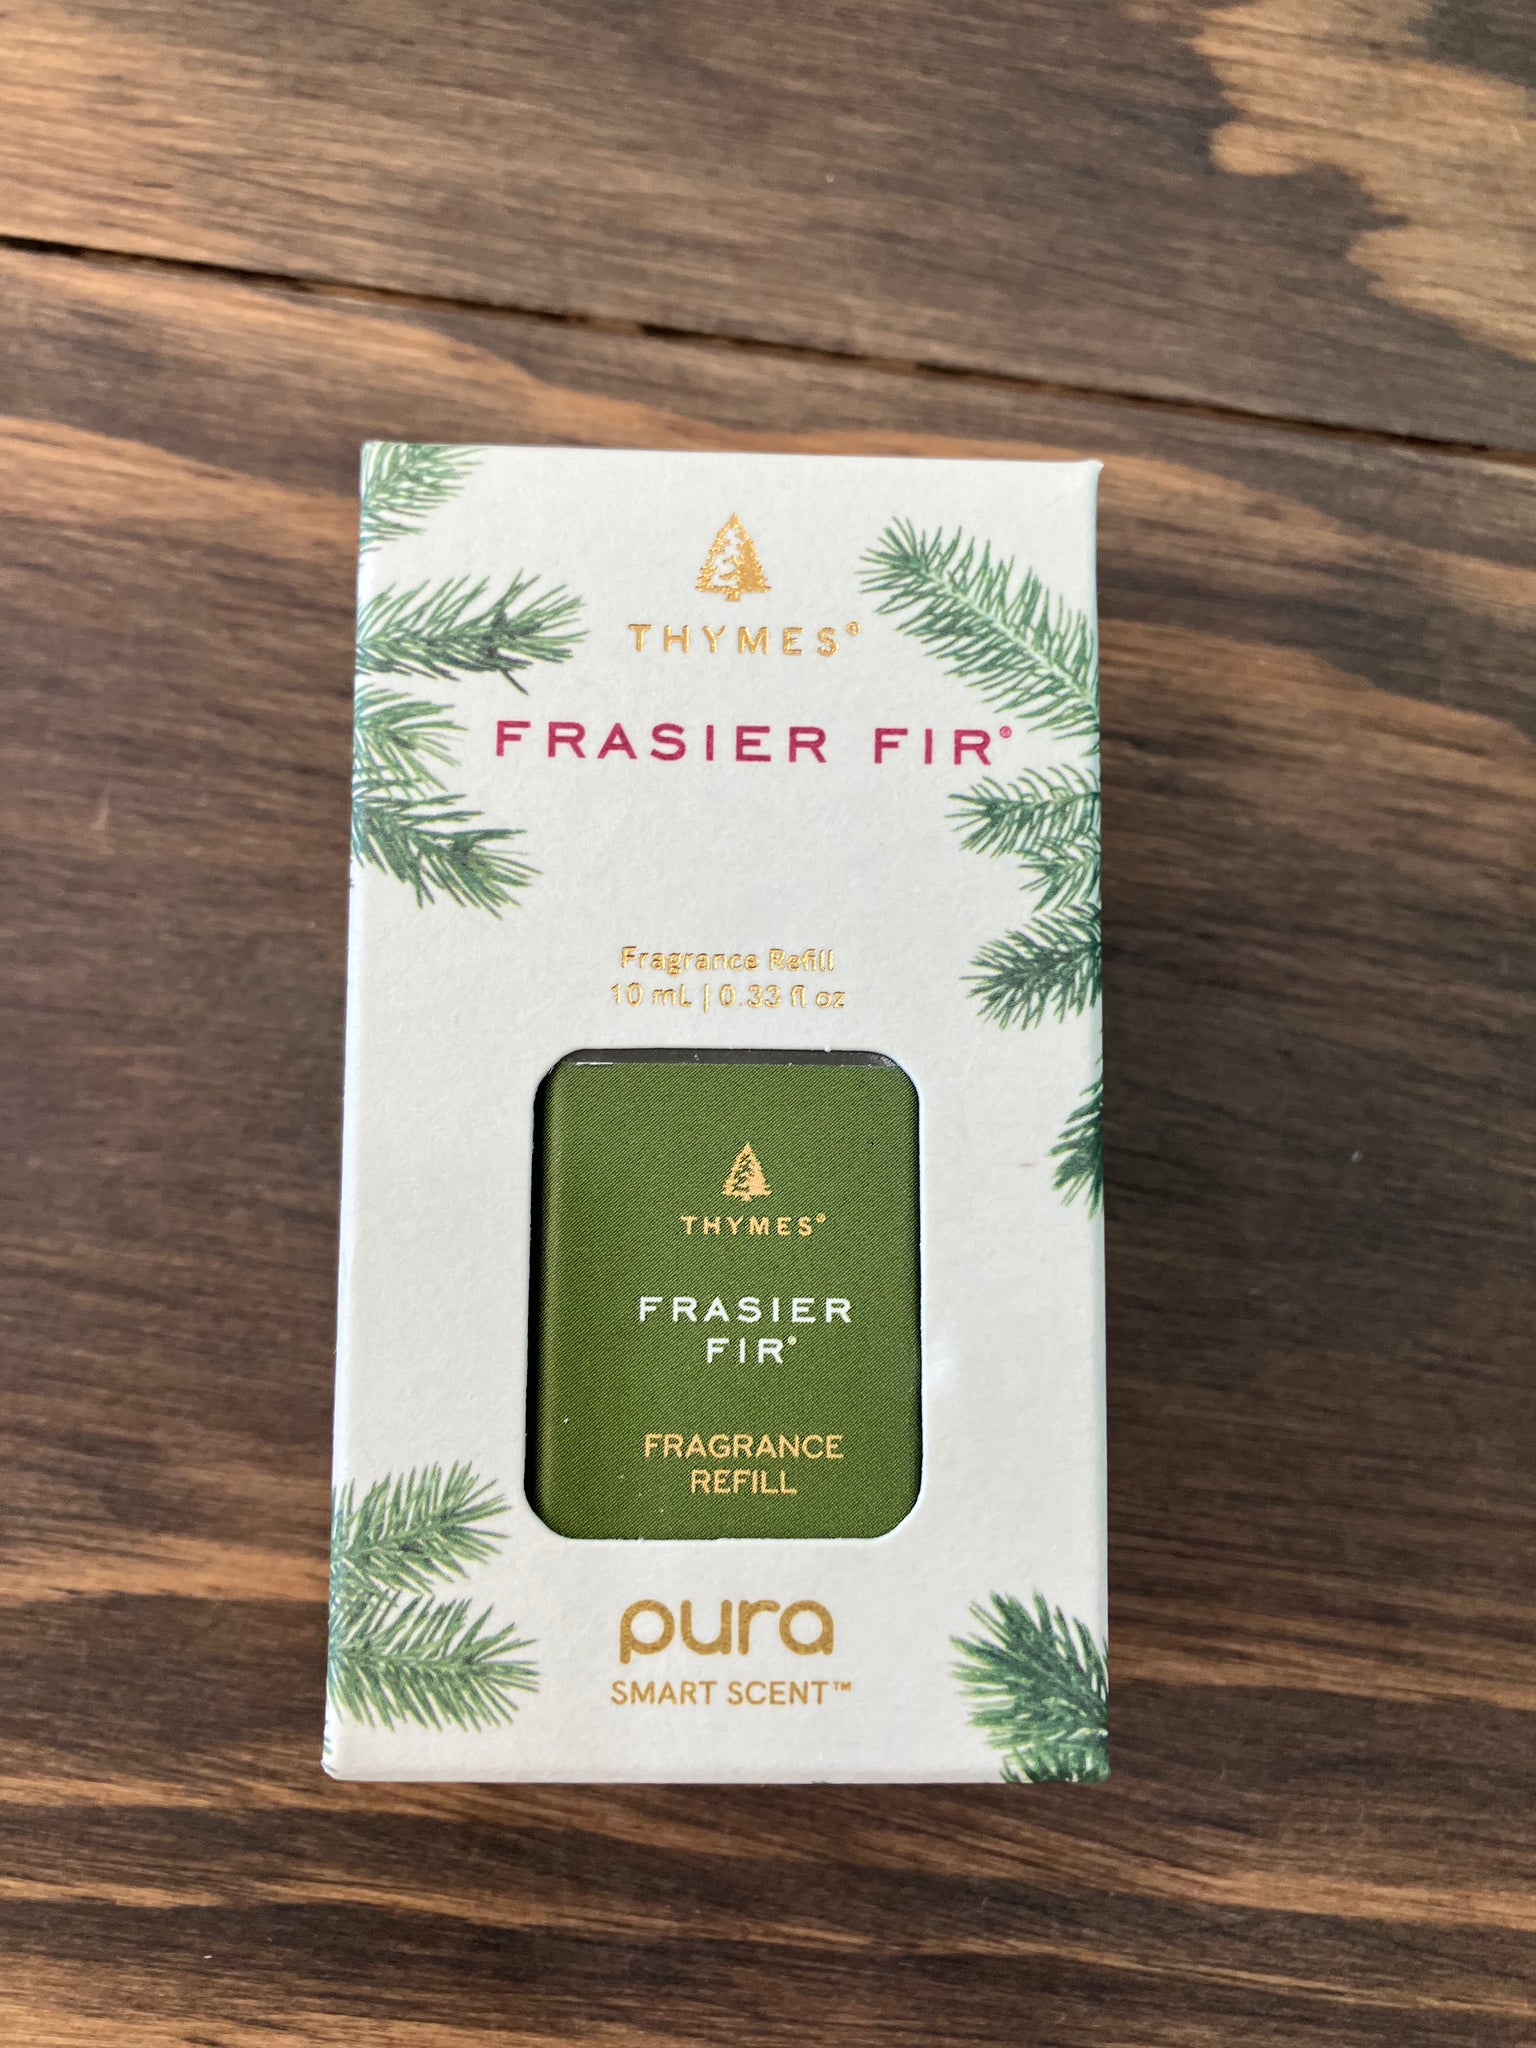 THYMES®
FRASIER FIR®
Fragrance Refill
10 mL | 0.33 fl oz
THYMES®
FRASIER
FIR®
FRAGRANCE
REFILL
pura
SMART SCENT™